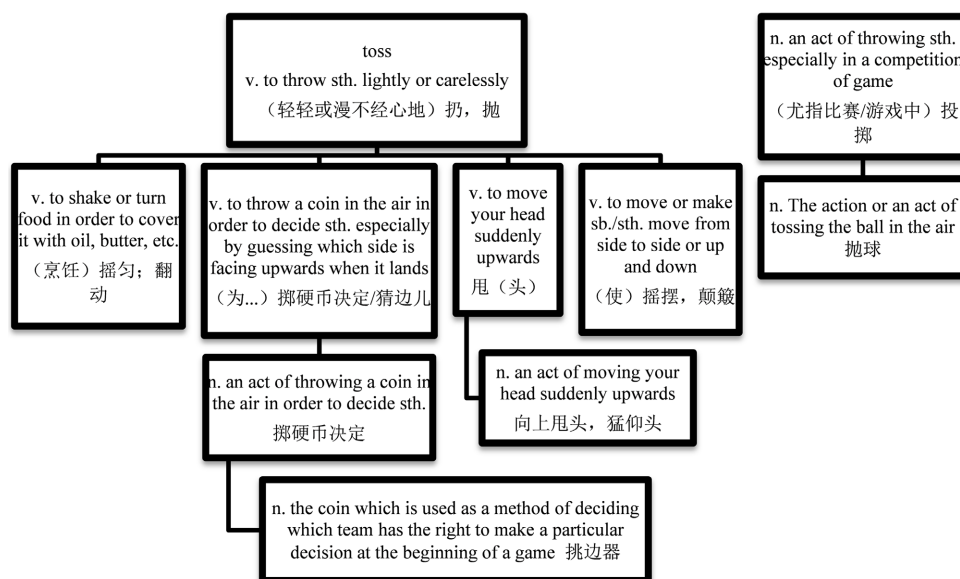 toss
v. to throw sth. lightly or carelessly
（轻轻或漫不经心地）扔，抛
n. an act of throwing sth.
especially in a competition
of game
（尤指比赛/游戏中）投
掷
v. to shake or turn
food in order to cover
it with oil, butter, etc.
（烹饪）摇匀；翻
动
v. to throw a coin in the air in
order to decide sth. especially
by guessing which side is
facing upwards when it lands
（为...）掷硬币决定/猜边儿
v. to move
your head
suddenly
upwards
甩（头）
v. to move or make
sb./sth. move from
side to side or up
and down
（使）摇摆，颠簸
n. The action or an act of
tossing the ball in the air
抛球
n. an act of throwing a coin in
the air in order to decide sth.
掷硬币决定
n. an act of moving your
head suddenly upwards
向上甩头，猛仰头
n. the coin which is used as a method of deciding
which team has the right to make a particular
decision at the beginning of a game 挑边器